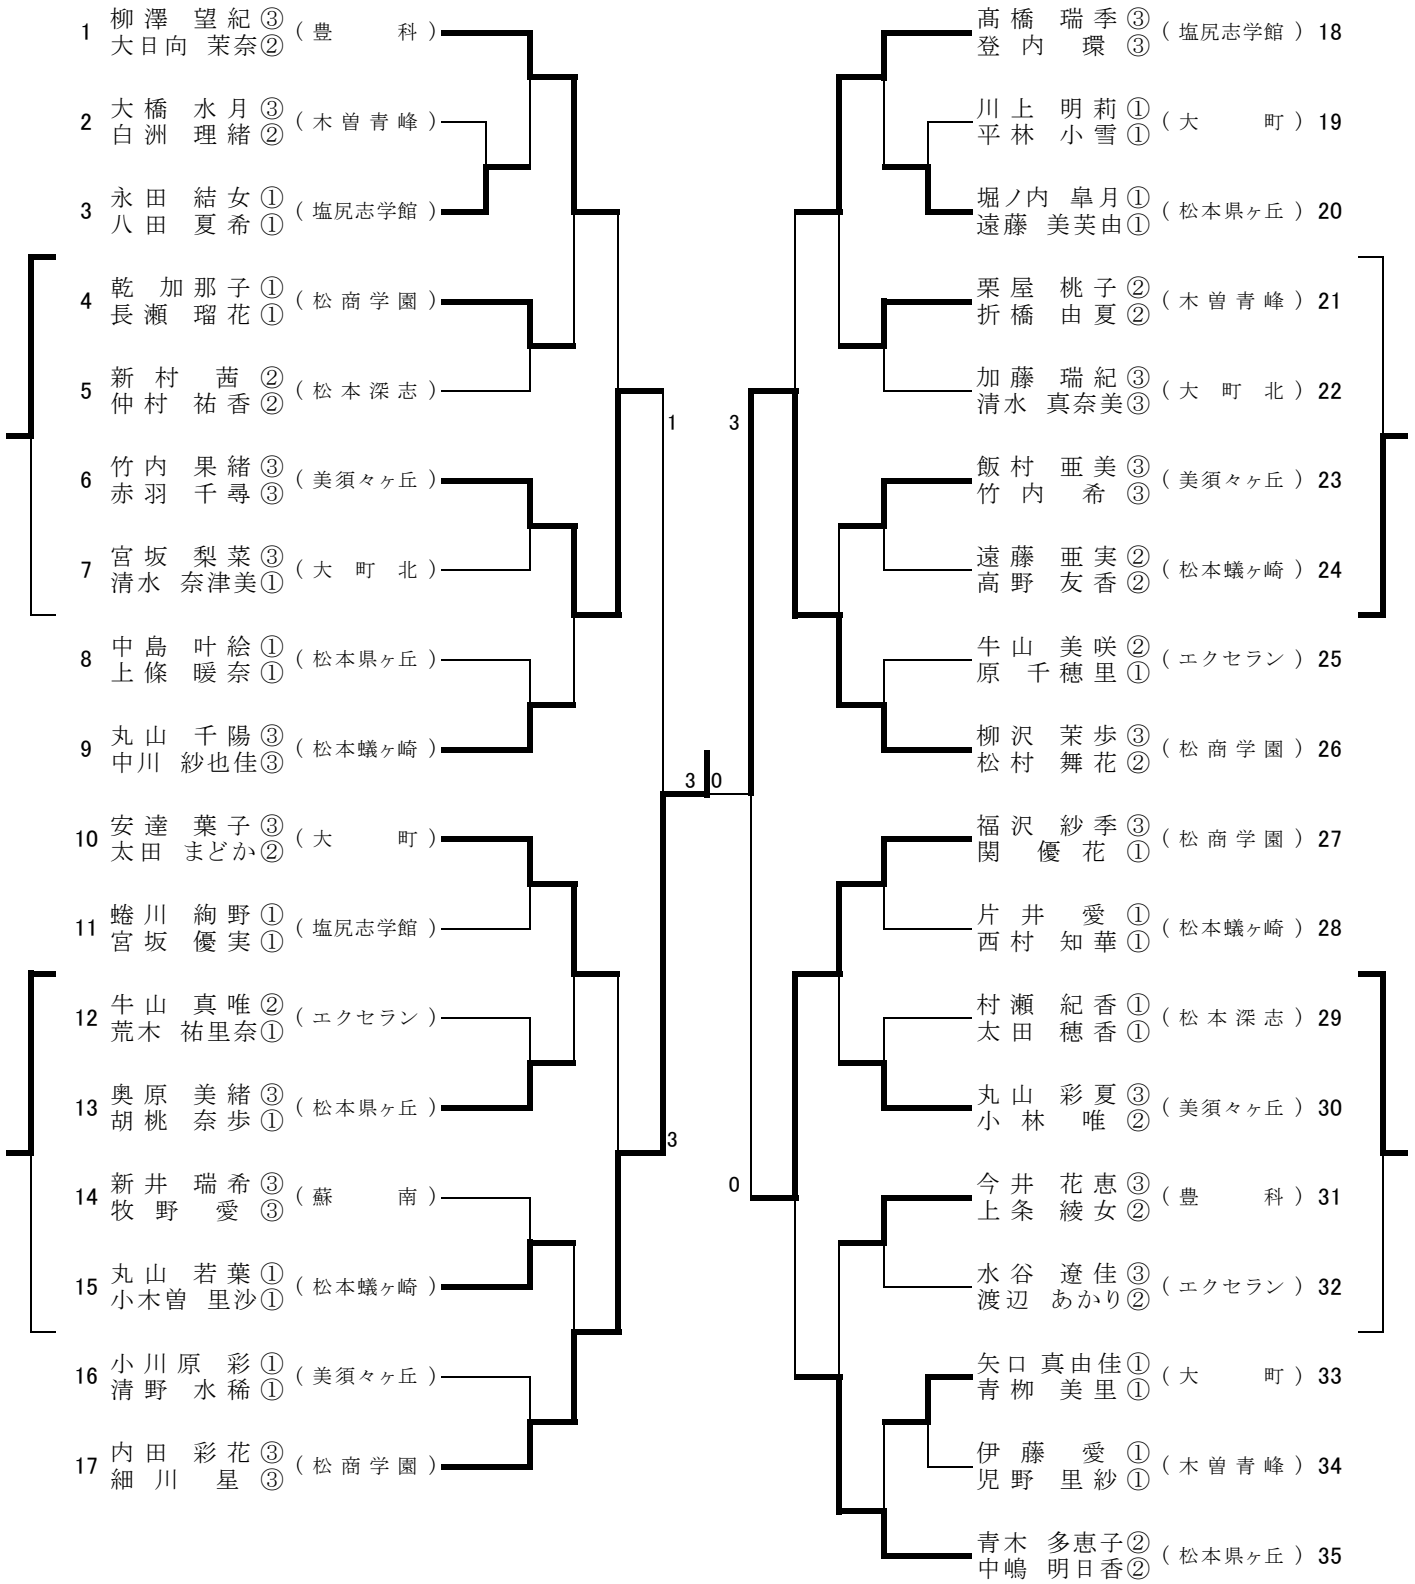 1 柳澤 望紀③ (豊科)
大日向 茉奈②
2 大橋 水月③ (木曽青峰)
白洲 理緒②
3 永田 結女① (塩尻志学館)
八田 夏希①
4 乾 加那子① (松商学園)
長瀬 瑠花①
5 新村 茜② (松本深志)
仲村 祐香②
6 竹内 果緒③ (美須々ヶ丘)
赤羽 千尋③
7 宮坂 梨菜③ (大町北)
清水 奈津美①
8 中島 叶絵① (松本県ヶ丘)
上條 暖奈①
9 丸山 千陽③ (松本蟻ヶ崎)
中川 紗也佳③
10 安達 葉子③ (大町)
太田 まどか②
11 蜷川 絢野① (塩尻志学館)
宮坂 優実①
12 牛山 真唯② (エクセラン)
荒木 祐里奈①
13 奥原 美緒③ (松本県ヶ丘)
胡桃 奈歩①
14 新井 瑞希③ (蘇南)
牧野 愛③
15 丸山 若葉① (松本蟻ヶ崎)
小木曽 里沙①
16 小川原 彩① (美須々ヶ丘)
清野 水稀①
17 内田 彩花③ (松商学園)
細川 星③
1
3
3 0
3
0
髙橋 瑞季③ (塩尻志学館) 18
登内 環③
川上 明莉① (大町) 19
平林 小雪①
堀ノ内 皐月① (松本県ヶ丘) 20
遠藤 美芙由①
栗屋 桃子② (木曽青峰) 21
折橋 由夏②
加藤 瑞紀③ (大町北) 22
清水 真奈美③
飯村 亜美③ (美須々ヶ丘) 23
竹内 希③
遠藤 亜実② (松本蟻ヶ崎) 24
高野 友香②
牛山 美咲② (エクセラン) 25
原 千穂里①
柳沢 茉歩③ (松商学園) 26
松村 舞花②
福沢 紗季③ (松商学園) 27
関 優花①
片井 愛① (松本蟻ヶ崎) 28
西村 知華①
村瀬 紀香① (松本深志) 29
太田 穂香①
丸山 彩夏③ (美須々ヶ丘) 30
小林 唯②
今井 花恵③ (豊科) 31
上条 綾女②
水谷 遼佳③ (エクセラン) 32
渡辺 あかり②
矢口 真由佳① (大町) 33
青栁 美里①
伊藤 愛① (木曽青峰) 34
児野 里紗①
青木 多恵子② (松本県ヶ丘) 35
中嶋 明日香②